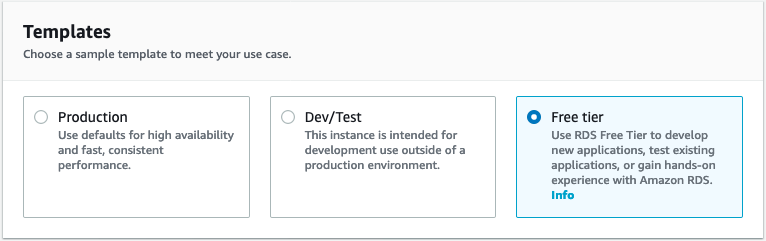 Templates
Choose a sample template to meet your use case.
Production
Use defaults for high availability
and fast, consistent
performance.
Dev/Test
This instance is intended for
development use outside of a
production environment.
Free tier
Use RDS Free Tier to develop
new applications, test existing
applications, or gain hands-on
experience with Amazon RDS.
Info